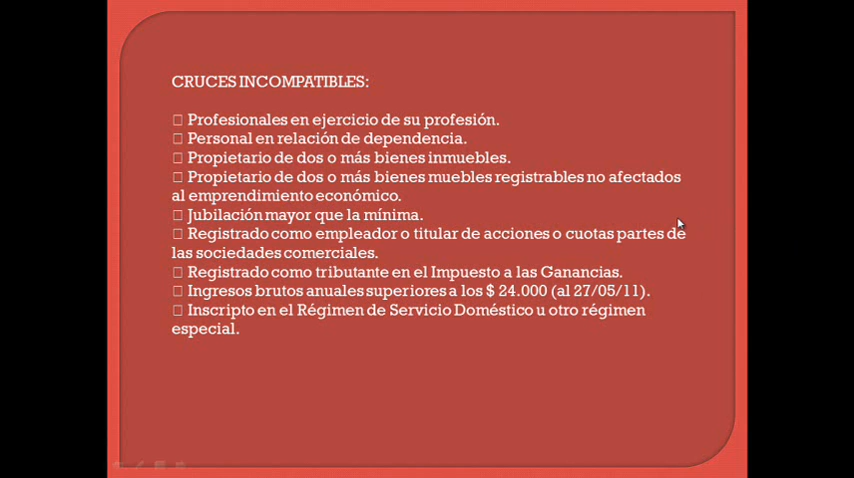 CRUCES INCOMPATIBLES:
□ Profesionales en ejercicio de su profesión.
□ Personal en relación de dependencia.
□ Propietario de dos o más bienes inmuebles.
□ Propietario de dos o más bienes muebles registrables no afectados
al emprendimiento económico.
□ Jubilación mayor que la mínima.
□ Registrado como empleador o titular de acciones o cuotas partes de
las sociedades comerciales.
□ Registrado como tributante en el Impuesto a las Ganancias.
□ Ingresos brutos anuales superiores a los $ 24.000 (al 27/05/11).
□ Inscripto en el Régimen de Servicio Doméstico u otro régimen
especial.